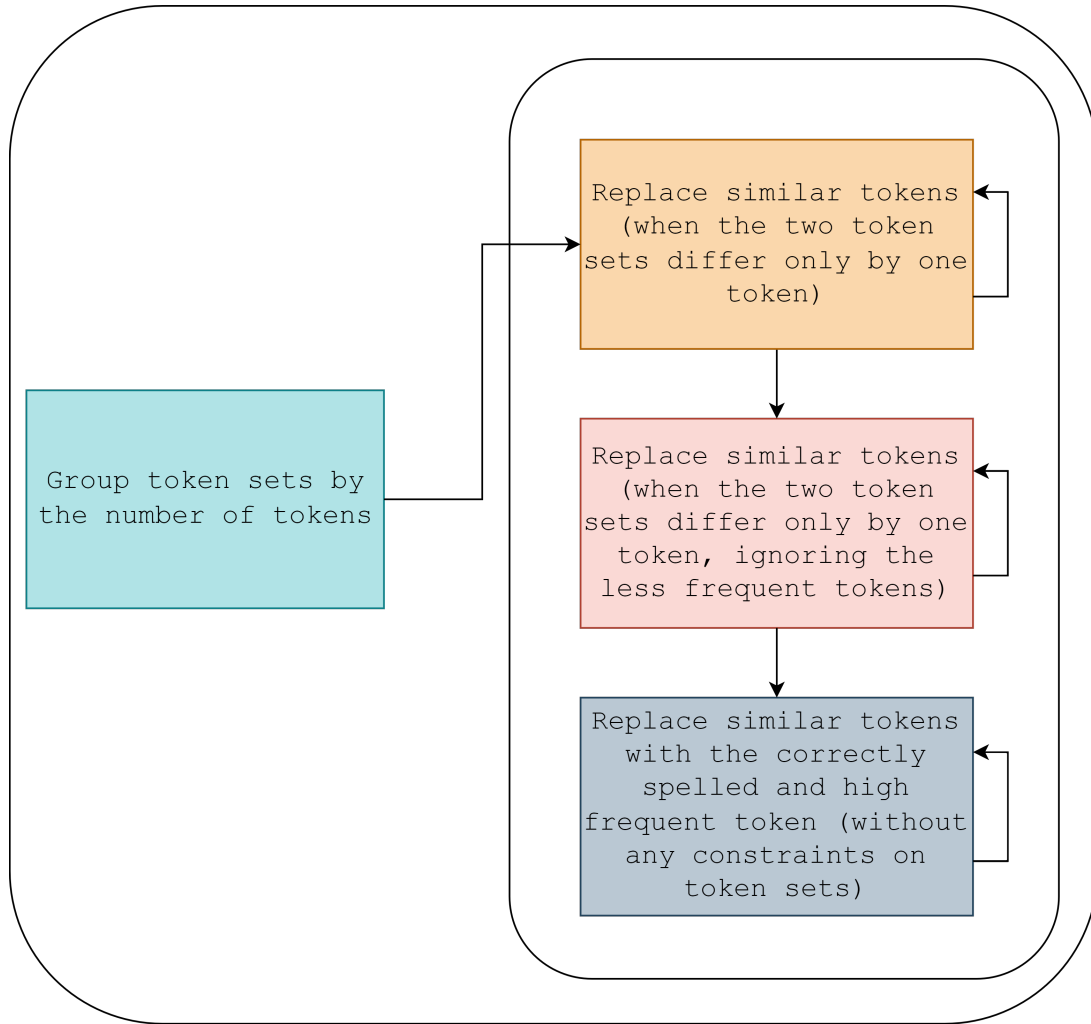 Group token sets by
the number of tokens
Replace similar tokens
(when the two token
sets differ only by one
token)
Replace similar tokens
(when the two token
sets differ only by one
token, ignoring the
less frequent tokens)
Replace similar tokens
with the correctly
spelled and high
frequent token (without
any constraints on
token sets)